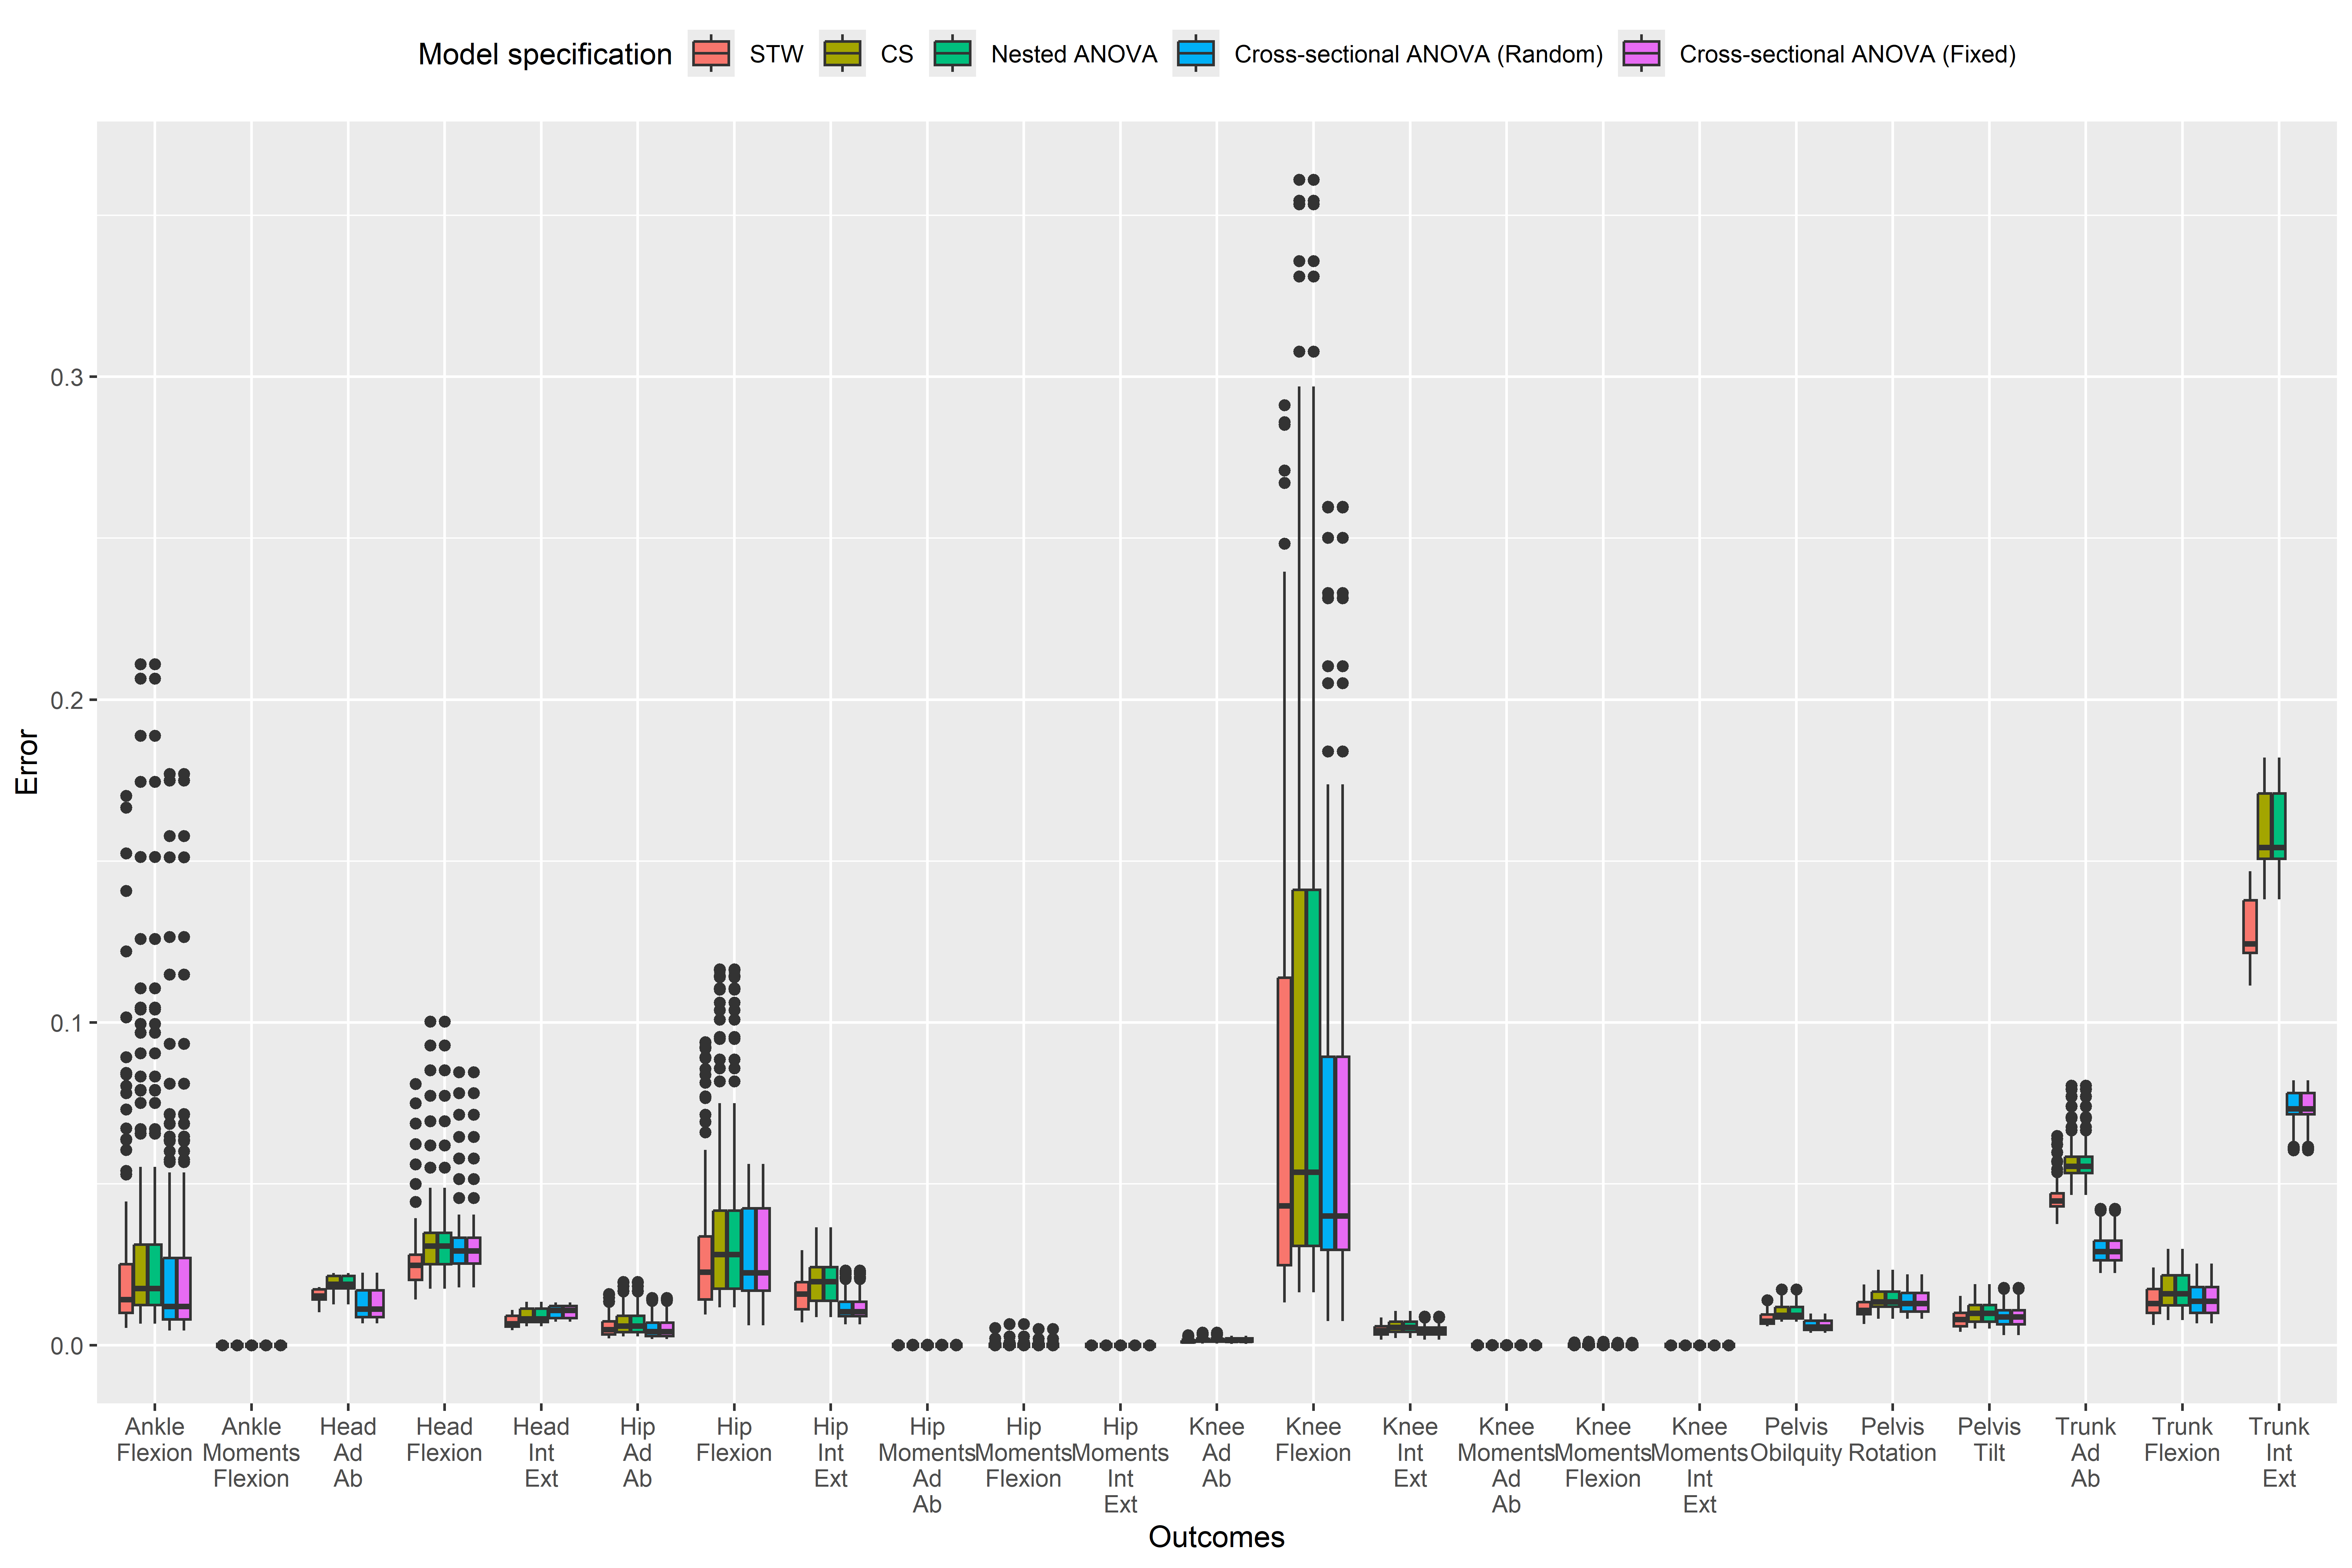 Model specification STW CS Nested ANOVA Cross-sectional ANOVA (Random) Cross-sectional ANOVA (Fixed)
Error
0.3
0.2
0.1
0.0
Ankle Flexion
Ankle Moments Flexion
Head Ad Ab
Head Flexion
Head Int Ext
Hip Ad Ab
Hip Flexion
Hip Int Ext
Hip Moments Ad Ab
Hip Moments Flexion
Hip Moments Int Ext
Knee Ad Ab
Knee Flexion
Knee Int Ext
Knee Moments Ad Ab
Knee Moments Flexion
Knee Moments Int Ext
Pelvis Obilquity
Pelvis Rotation
Pelvis Tilt
Trunk Ad Ab
Trunk Flexion
Trunk Int Ext
Outcomes